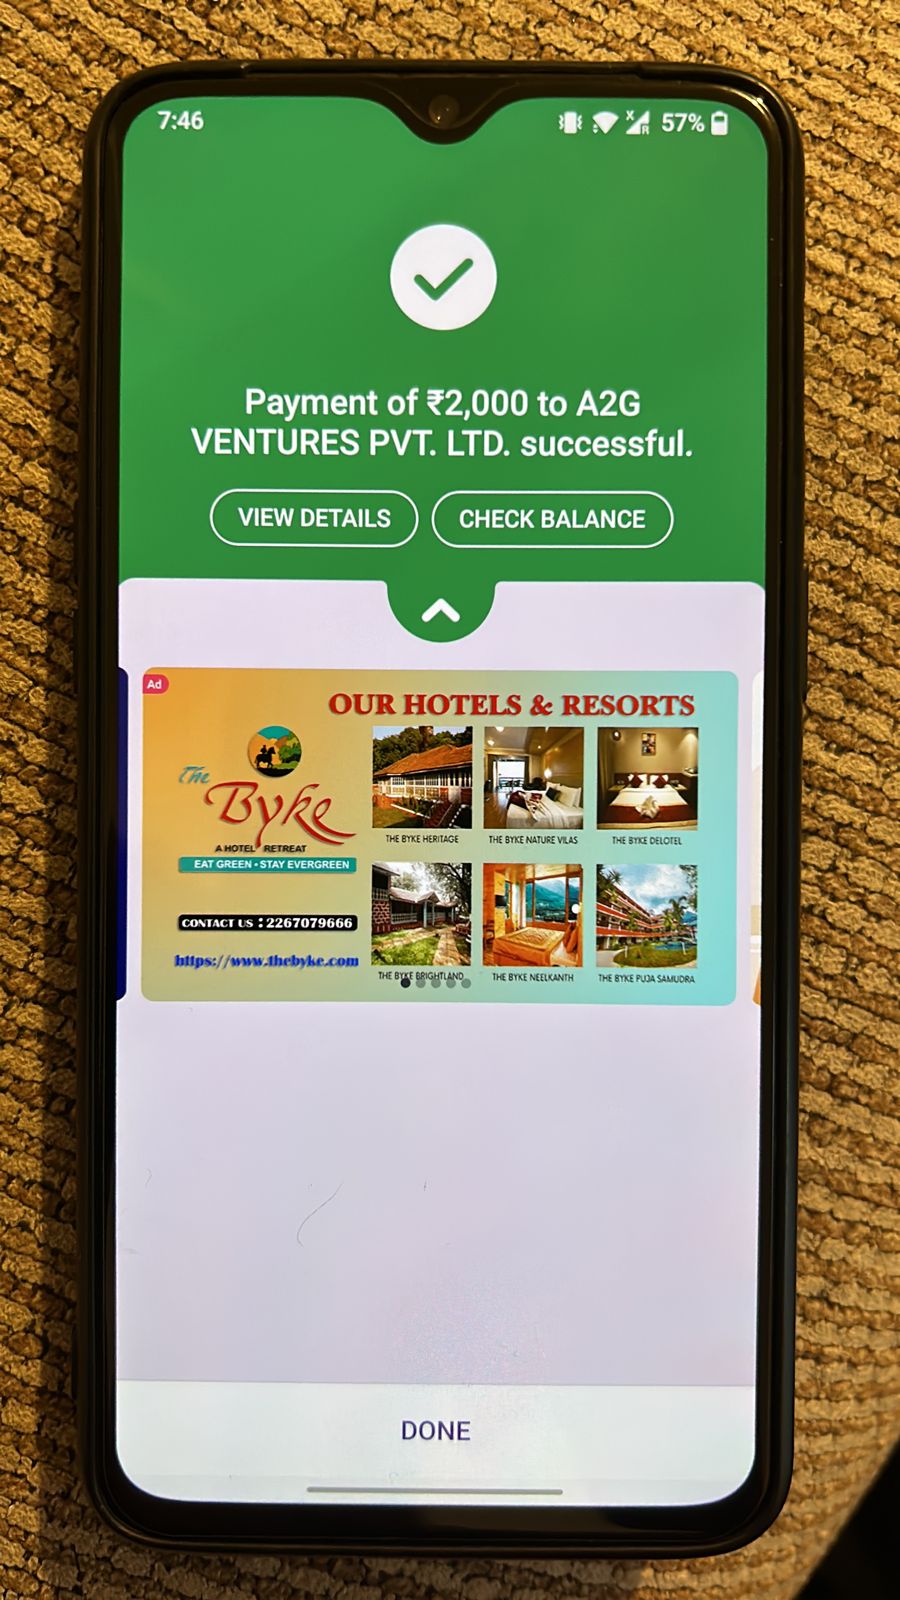 7:46
X R 57%
Payment of ₹2,000 to A2G
VENTURES PVT. LTD. successful.
VIEW DETAILS CHECK BALANCE
Ad
OUR HOTELS & RESORTS
The
Byke
A HOTEL RETREAT
EAT GREEN • STAY EVERGREEN
CONTACT US : 2267079666
https://www.thebyke.com
THE BYKE HERITAGE THE BYKE NATURE VILAS THE BYKE DELOTEL
THE BYKE BRIGHTLAND THE BYKE NEELKANTH THE BYKE PUJA SAMUDRA
DONE